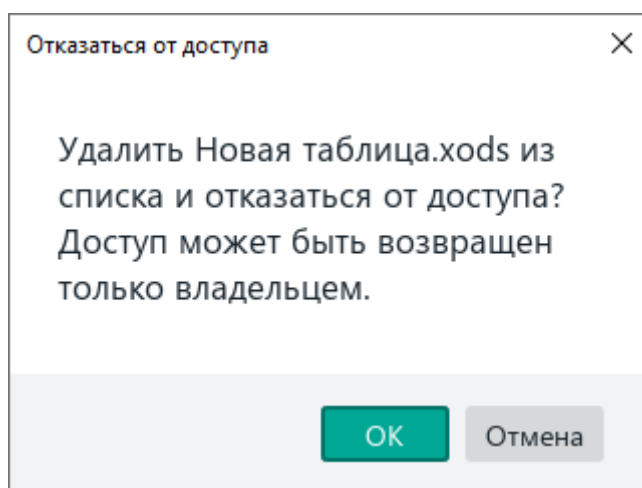 Отказаться от доступа
Удалить Новая таблица.xods из
списка и отказаться от доступа?
Доступ может быть возвращен
только владельцем.
ОК
Отмена